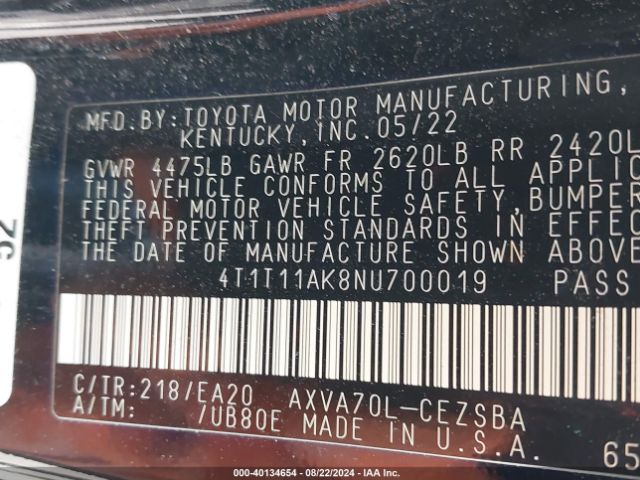 MFD.BY:TOYOTA MOTOR MANUFACTURING,
KENTUCKY,INC.05/22
GVWR 4475LB GAWR FR 2620LB RR 2420L
THIS VEHICLE CONFORMS TO ALL APPLIC
FEDERAL MOTOR VEHICLE SAFETY,BUMPER
THEFT PREVENTION STANDARDS IN EFFEC
THE DATE OF MANUFACTURE SHOWN ABOVE
4T1T11AK8NU700019 PASS
C/TR:218/EA20 AXVA70L-CEZSBA
A/TM: /UB80E MADE IN U.S.A.
65
52
000-40134654 - 08/22/2024 - IAA Inc.